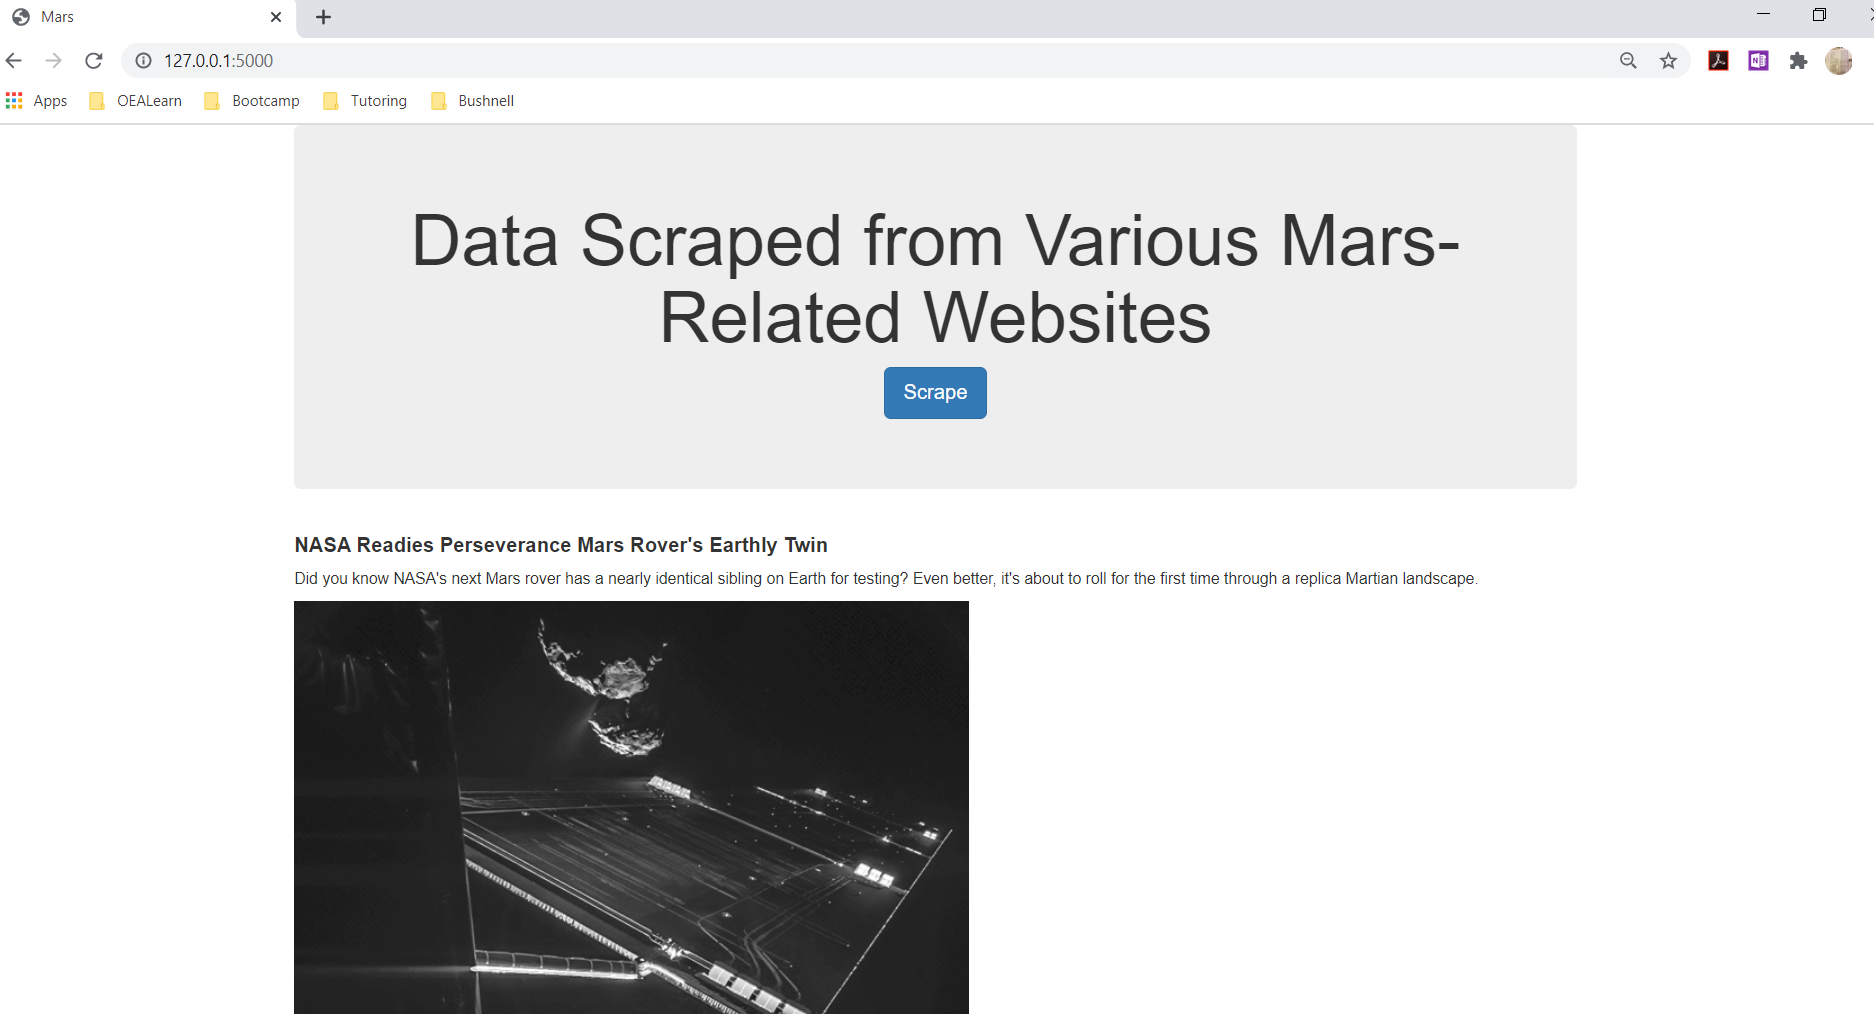 Mars
127.0.0.1:5000
Apps OEALearn Bootcamp Tutoring Bushnell
Data Scraped from Various Mars-
Related Websites
Scrape
NASA Readies Perseverance Mars Rover's Earthly Twin
Did you know NASA's next Mars rover has a nearly identical sibling on Earth for testing? Even better, it's about to roll for the first time through a replica Martian landscape.